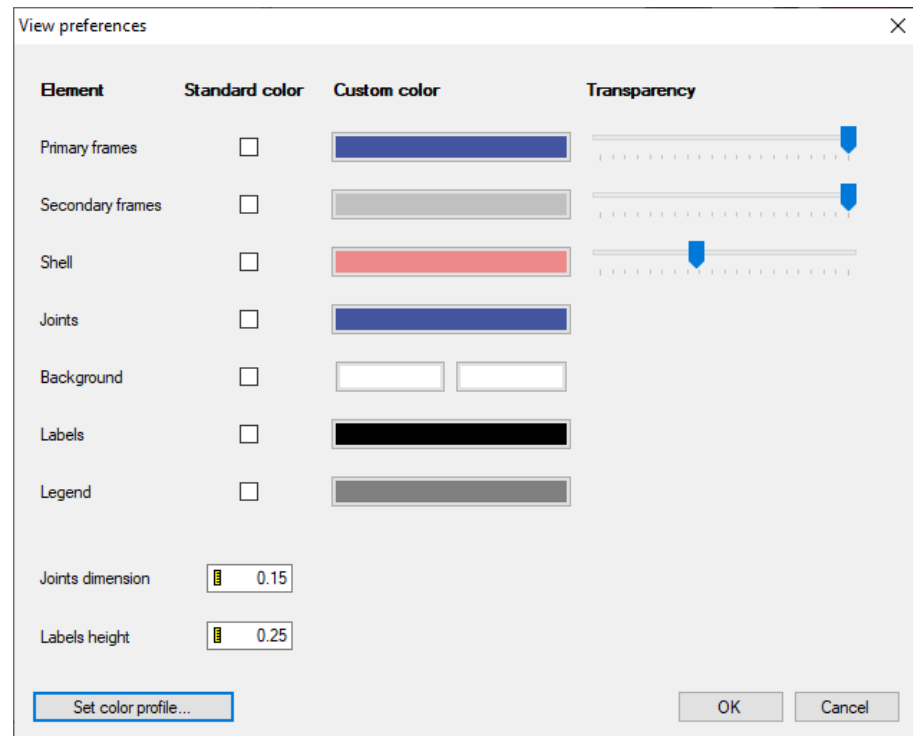 View preferences
Element Standard color Custom color Transparency
Primary frames
Secondary frames
Shell
Joints
Background
Labels
Legend
Joints dimension 0.15
Labels height 0.25
Set color profile... OK Cancel